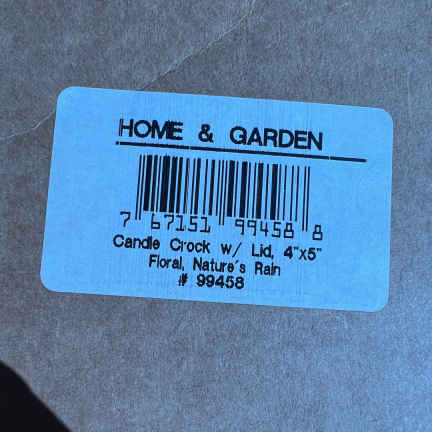 HOME & GARDEN
7 67151 99458 8
Candle Crock w/ Lid, 4"x5"
Floral, Nature's Rain
# 99458